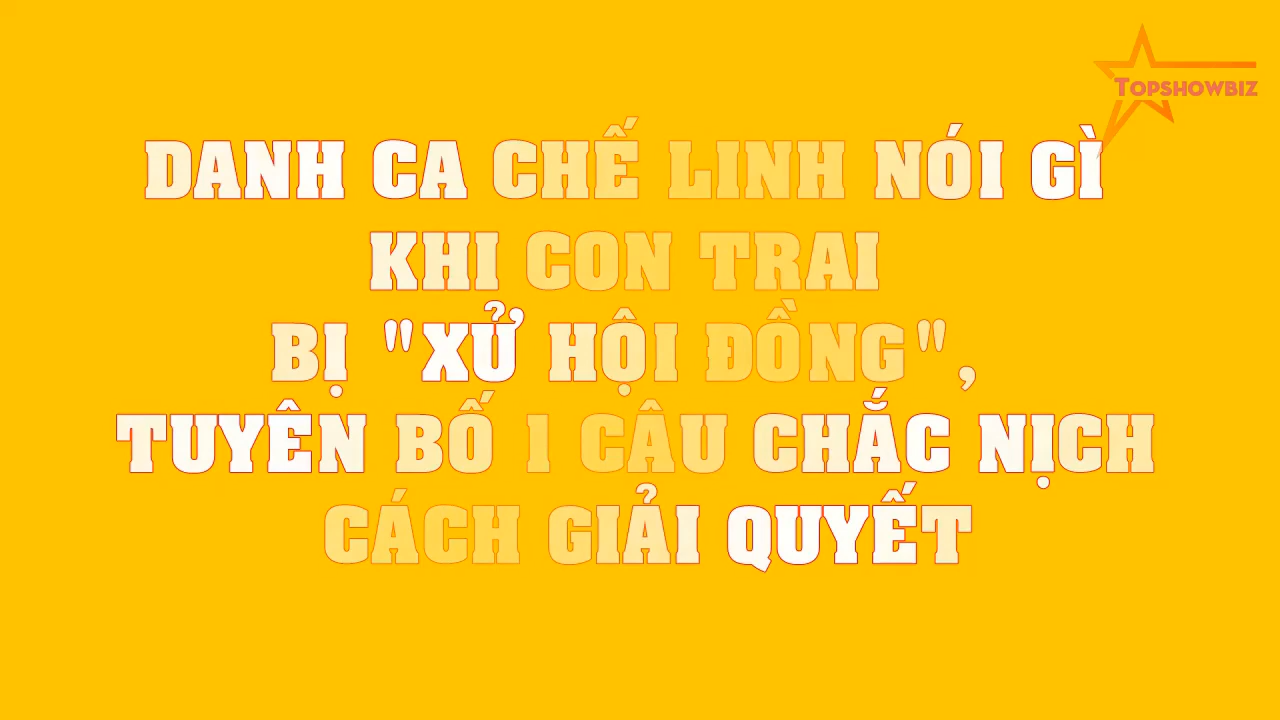 TOPSHOWBIZ
DANH CA CHẾ LINH NÓI GÌ
KHI CON TRAI
BỊ "XỬ HỘI ĐỒNG",
TUYÊN BỐ 1 CÂU CHẮC NỊCH
CÁCH GIẢI QUYẾT